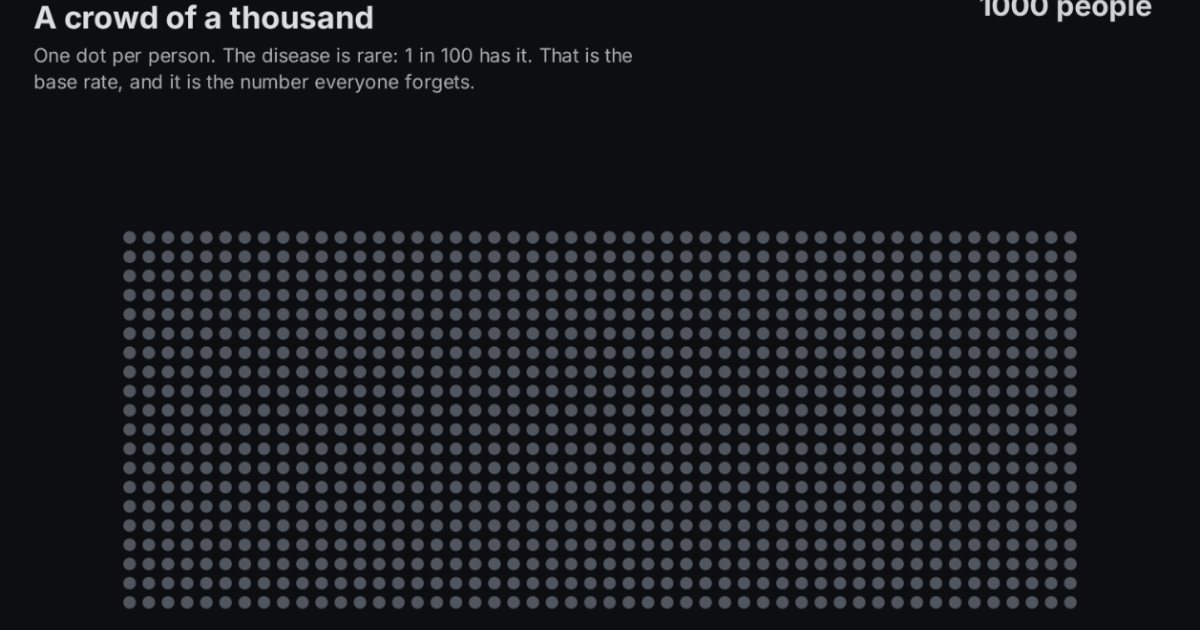 A crowd of a thousand
1000 people
One dot per person. The disease is rare: 1 in 100 has it. That is the
base rate, and it is the number everyone forgets.